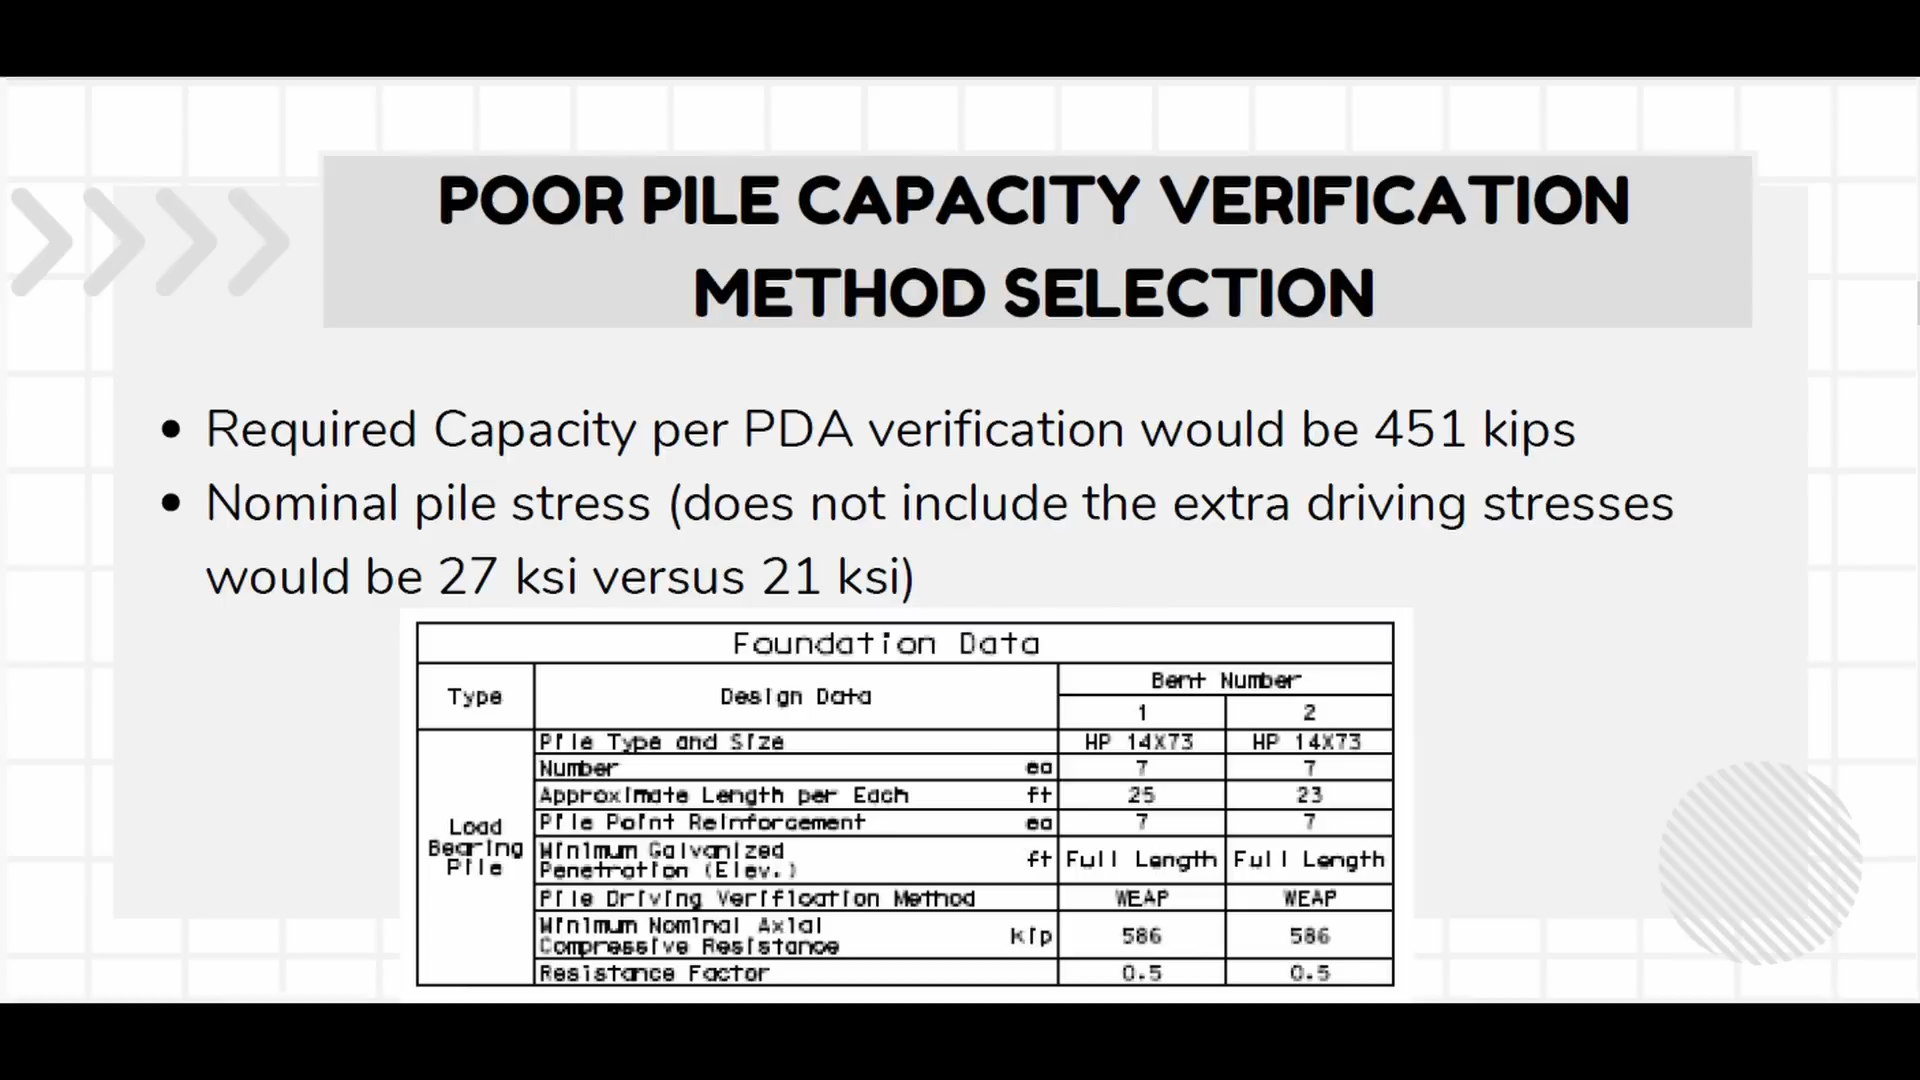 POOR PILE CAPACITY VERIFICATION
METHOD SELECTION
• Required Capacity per PDA verification would be 451 kips
• Nominal pile stress (does not include the extra driving stresses
would be 27 ksi versus 21 ksi)
Foundation Data
Type Design Data Bent Number
1 2
Load Bearing Pile
Pile Type and Size HP 14X73 HP 14X73
Number ea 7 7
Approximate Length per Each ft 25 23
Pile Point Reinforcement ea 7 7
Minimum Galvanized
Penetration (Elev.) ft Full Length Full Length
Pile Driving Verification Method WEAP WEAP
Minimum Nominal Axial
Compressive Resistance kip 586 586
Resistance Factor 0.5 0.5